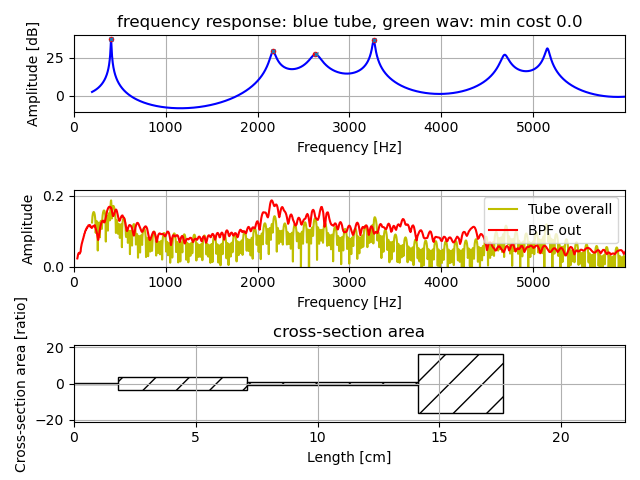 frequency response: blue tube, green wav: min cost 0.0
Amplitude [dB]
25
0
0 1000 2000 3000 4000 5000
Frequency [Hz]
Amplitude
0.2
0.0
Tube overall
BPF out
0 1000 2000 3000 4000 5000
Frequency [Hz]
cross-section area
Cross-section area [ratio]
20
0
−20
0 5 10 15 20
Length [cm]